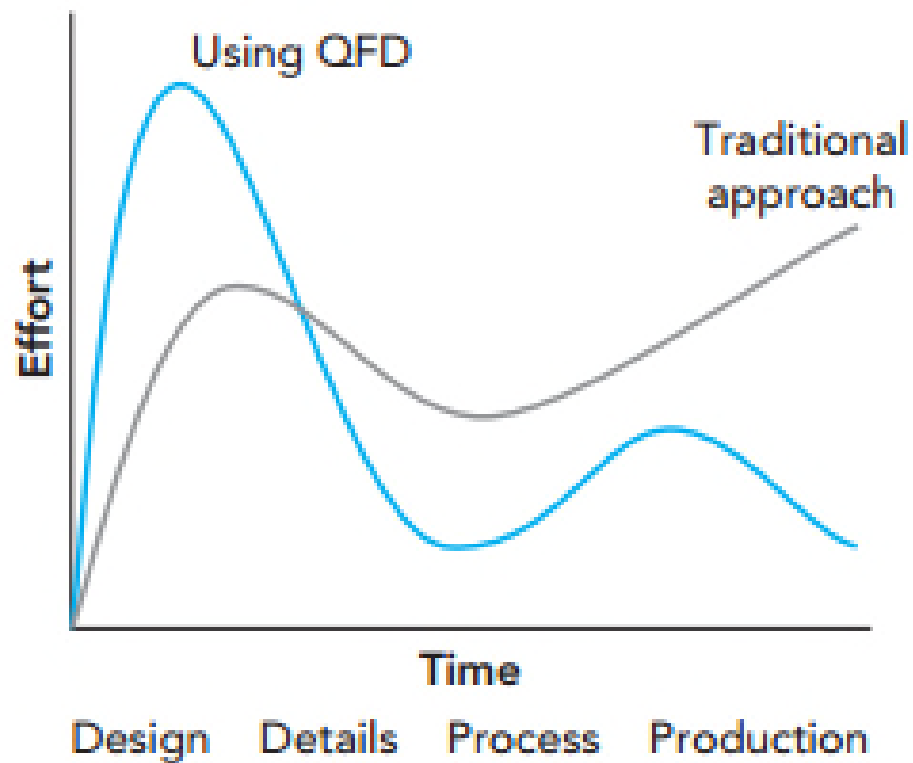 Using QFD
Traditional
approach
Effort
Time
Design Details Process Production